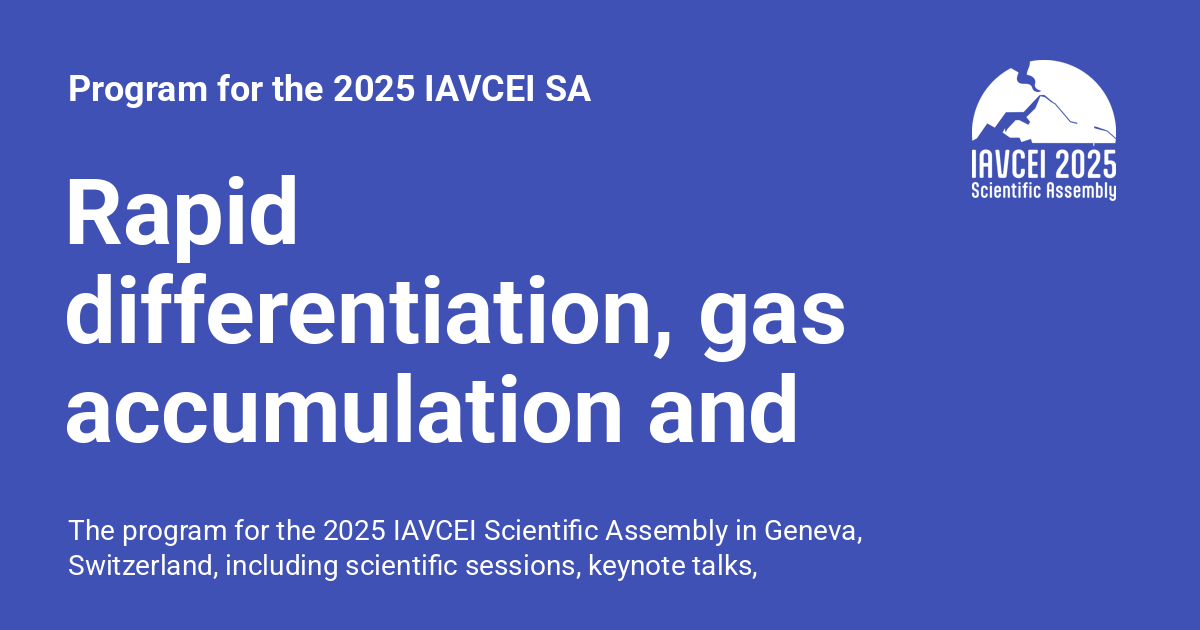 Program for the 2025 IAVCEI SA
IAVCEI 2025
Scientific Assembly
Rapid
differentiation, gas
accumulation and
The program for the 2025 IAVCEI Scientific Assembly in Geneva,
Switzerland, including scientific sessions, keynote talks,